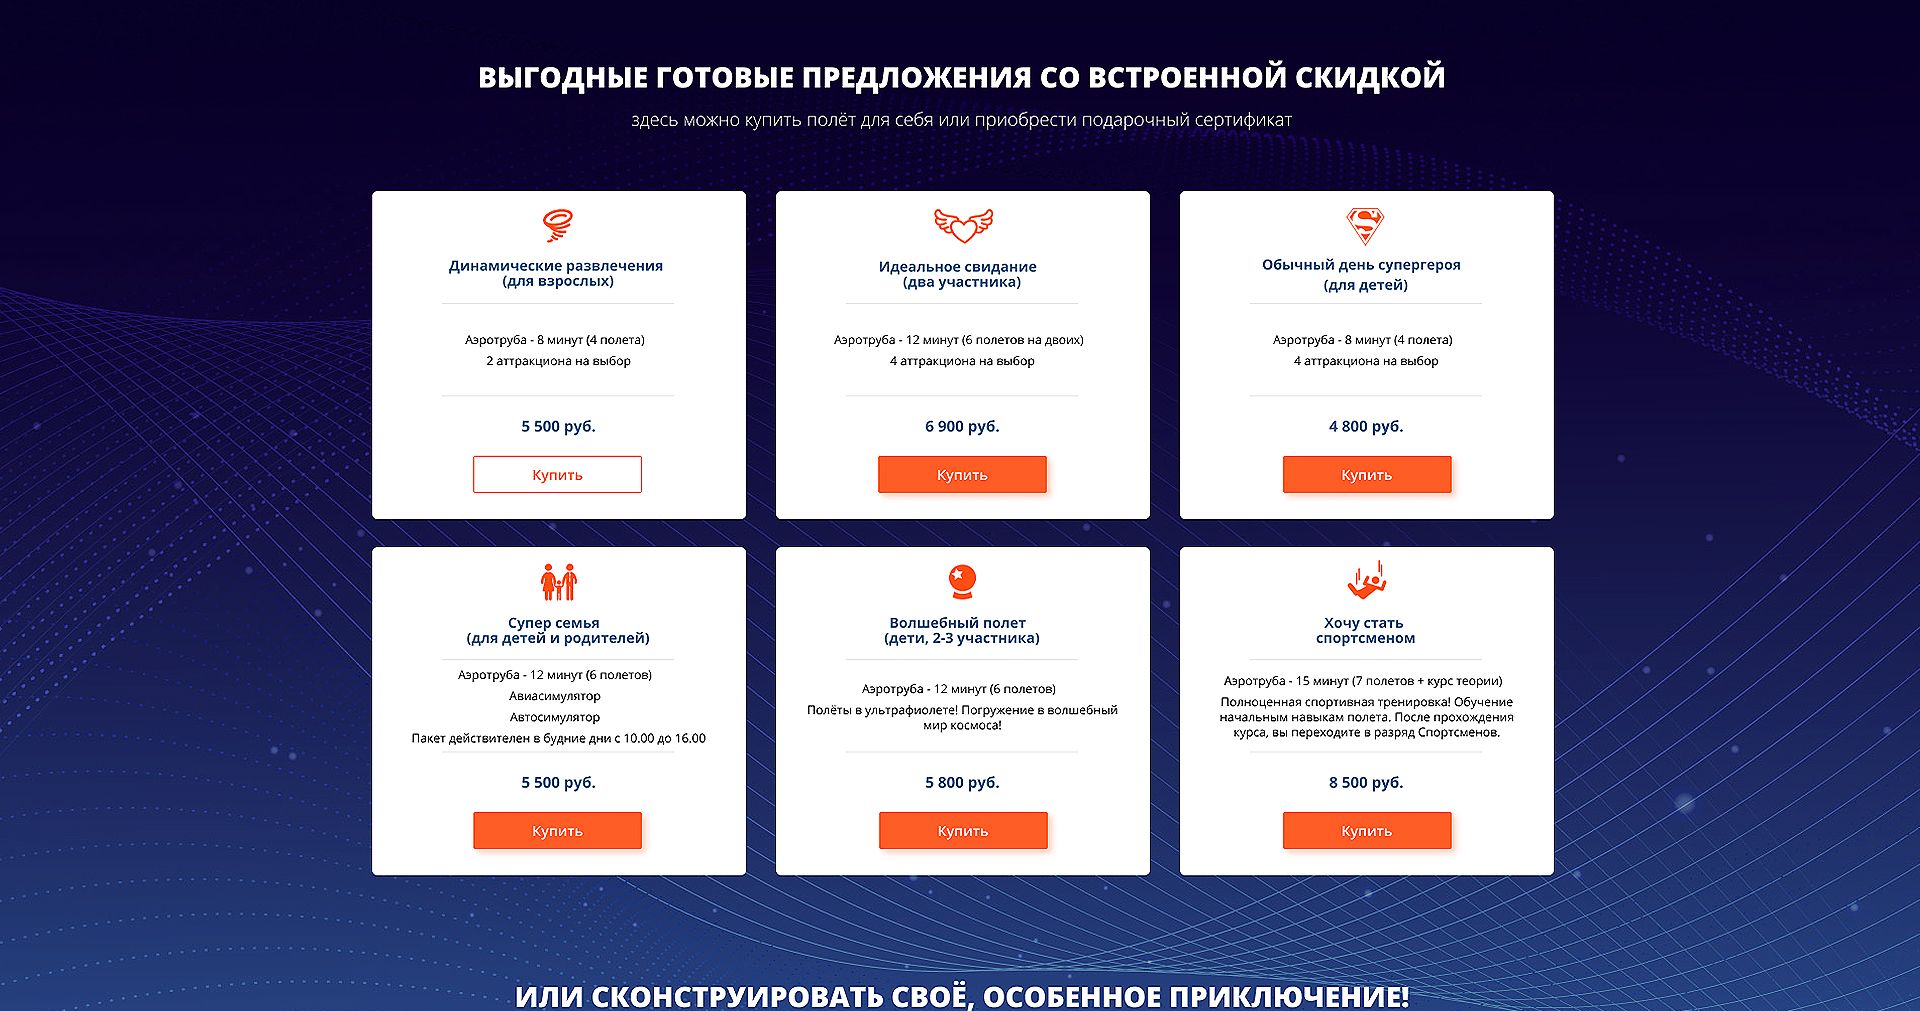 ВЫГОДНЫЕ ГОТОВЫЕ ПРЕДЛОЖЕНИЯ СО ВСТРОЕННОЙ СКИДКОЙ
здесь можно купить полёт для себя или приобрести подарочный сертификат
Динамические развлечения
(для взрослых)
Аэротруба - 8 минут (4 полета)
2 аттракциона на выбор
5 500 руб.
Купить
Идеальное свидание
(два участника)
Аэротруба - 12 минут (6 полетов на двоих)
4 аттракциона на выбор
6 900 руб.
Купить
Обычный день супергероя
(для детей)
Аэротруба - 8 минут (4 полета)
4 аттракциона на выбор
4 800 руб.
Купить
Супер семья
(для детей и родителей)
Аэротруба - 12 минут (6 полетов)
Авиасимулятор
Автосимулятор
Пакет действителен в будние дни с 10.00 до 16.00
5 500 руб.
Купить
Волшебный полет
(дети, 2-3 участника)
Аэротруба - 12 минут (6 полетов)
Полёты в ультрафиолете! Погружение в волшебный
мир космоса!
5 800 руб.
Купить
Хочу стать
спортсменом
Аэротруба - 15 минут (7 полетов + курс теории)
Полноценная спортивная тренировка! Обучение
начальным навыкам полета. После прохождения
курса, вы переходите в разряд Спортсменов.
8 500 руб.
Купить
ИЛИ СКОНСТРУИРОВАТЬ СВОЁ, ОСОБЕННОЕ ПРИКЛЮЧЕНИЕ!